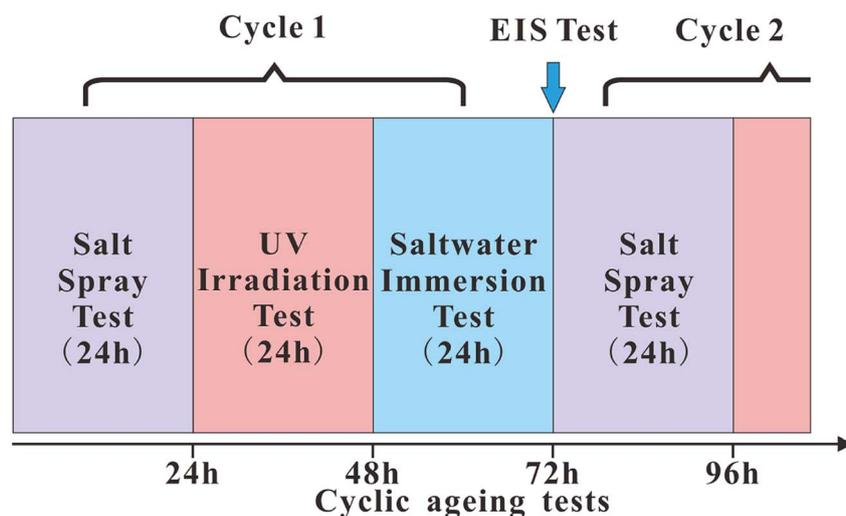 Cycle 1
EIS Test
Cycle 2
Salt
Spray
Test
(24h)
UV
Irradiation
Test
(24h)
Saltwater
Immersion
Test
(24h)
Salt
Spray
Test
(24h)
24h
48h
72h
96h
Cyclic ageing tests